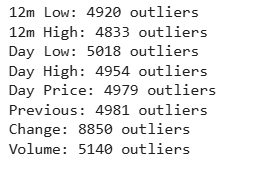 12m Low: 4920 outliers
12m High: 4833 outliers
Day Low: 5018 outliers
Day High: 4954 outliers
Day Price: 4979 outliers
Previous: 4981 outliers
Change: 8850 outliers
Volume: 5140 outliers